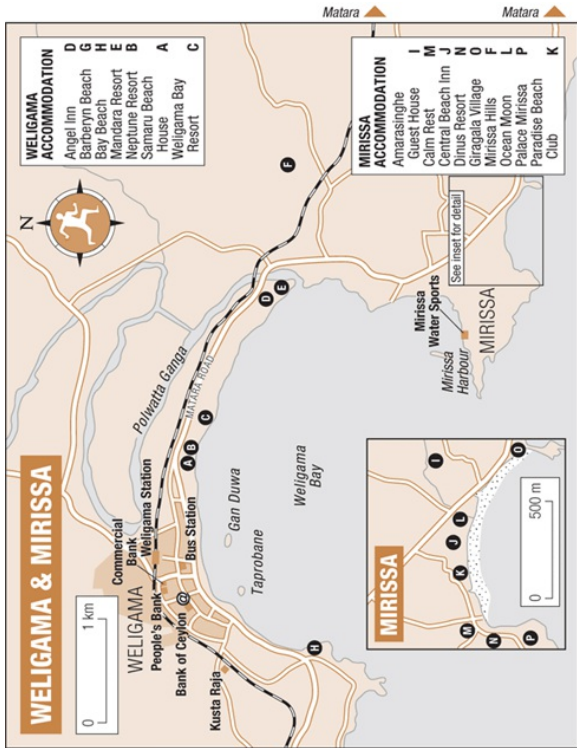 WELIGAMA & MIRISSA
0 1 km
N
WELIGAMA
ACCOMMODATION
Angel Inn D
Barberyn Beach G
Bay Beach H
Mandara Resort E
Neptune Resort B
Samaru Beach
House A
Weligama Bay
Resort C
Matara
Matara
MIRISSA
ACCOMMODATION
Amarasinghe
Guest House I
Calm Rest M
Central Beach Inn J
Dinus Resort N
Giragala Village O
Mirissa Hills F
Ocean Moon L
Palace Mirissa P
Paradise Beach
Club K
Polwatta Ganga
MATARA ROAD
Commercial
Bank
Weligama Station
WELIGAMA
People's Bank
Bank of Ceylon @
Bus Station
Kusta Raja
A
B
C
D
E
F
H
Gan Duwa
Taprobane
Weligama
Bay
See inset for detail
Mirissa
Water Sports
Mirissa
Harbour
MIRISSA
MIRISSA
0 500 m
I
J
K
L
M
N
O
P